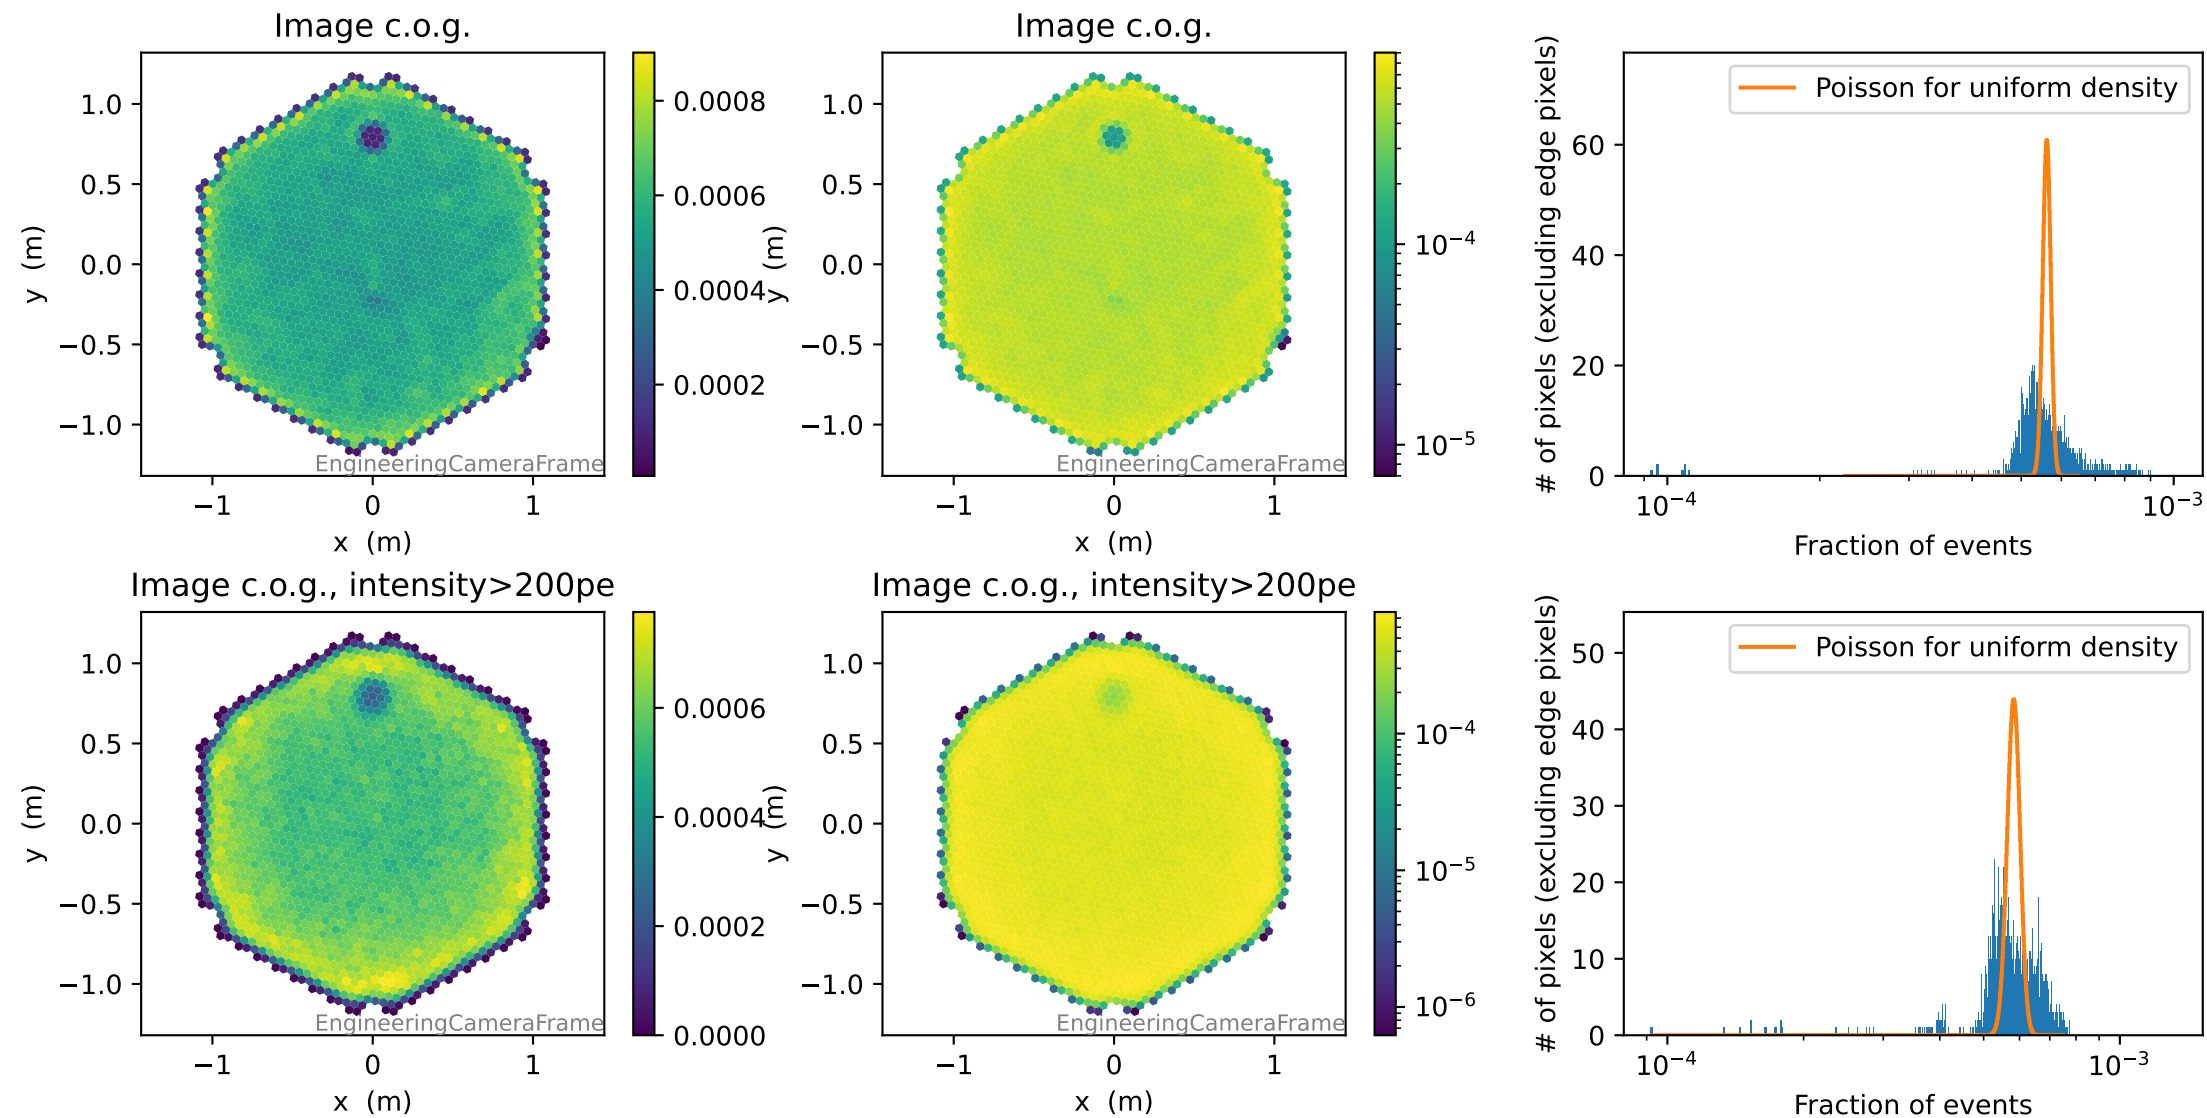 Image c.o.g.
y (m)
1.0
0.5
0.0
−0.5
−1.0
−1
0
1
x (m)
EngineeringCameraFrame
0.0008
0.0006
0.0004
0.0002
Image c.o.g.
y (m)
1.0
0.5
0.0
−0.5
−1.0
−1
0
1
x (m)
EngineeringCameraFrame
10⁻⁴
10⁻⁵
# of pixels (excluding edge pixels)
60
40
20
0
Poisson for uniform density
10⁻⁴
10⁻³
Fraction of events
Image c.o.g., intensity>200pe
y (m)
1.0
0.5
0.0
−0.5
−1.0
−1
0
1
x (m)
EngineeringCameraFrame
0.0006
0.0004
0.0002
0.0000
Image c.o.g., intensity>200pe
y (m)
1.0
0.5
0.0
−0.5
−1.0
−1
0
1
x (m)
EngineeringCameraFrame
10⁻⁴
10⁻⁵
10⁻⁶
# of pixels (excluding edge pixels)
50
40
30
20
10
0
Poisson for uniform density
10⁻⁴
10⁻³
Fraction of events